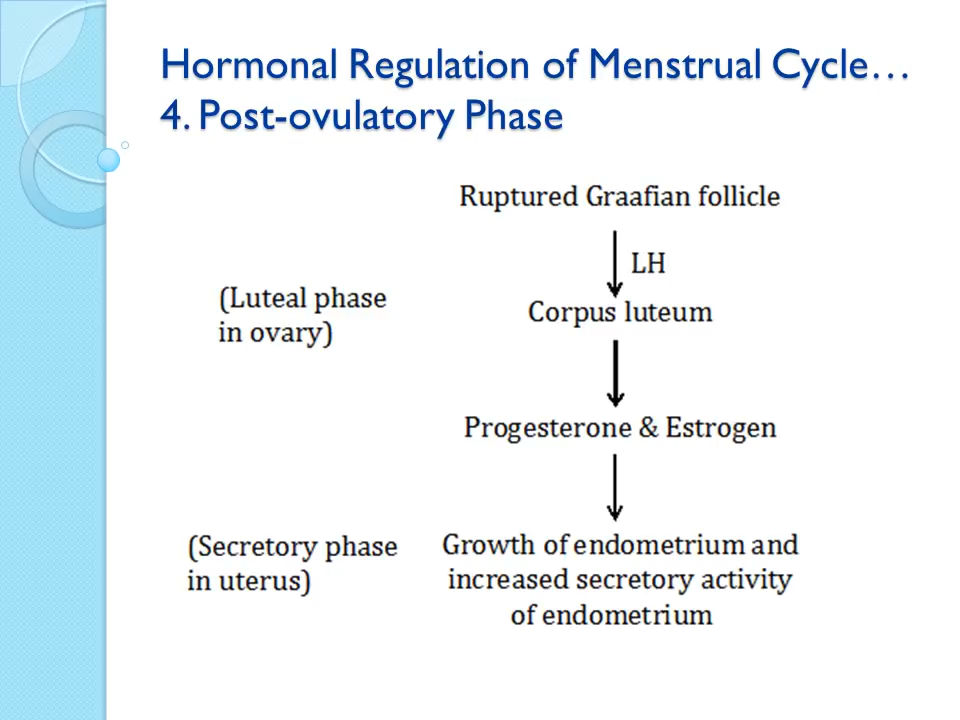 Hormonal Regulation of Menstrual Cycle…
4. Post-ovulatory Phase
Ruptured Graafian follicle
LH
(Luteal phase
in ovary)
Corpus luteum
Progesterone & Estrogen
(Secretory phase
in uterus)
Growth of endometrium and
increased secretory activity
of endometrium